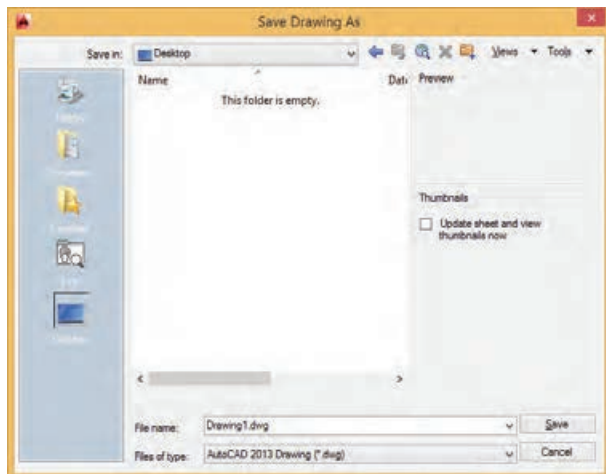 Save Drawing As
Save in: Desktop Views Tools
Name Date Preview
This folder is empty.
Thumbnails
Update sheet and view
thumbnails now
File name: Drawing1.dwg Save
Files of type: AutoCAD 2013 Drawing (*.dwg) Cancel